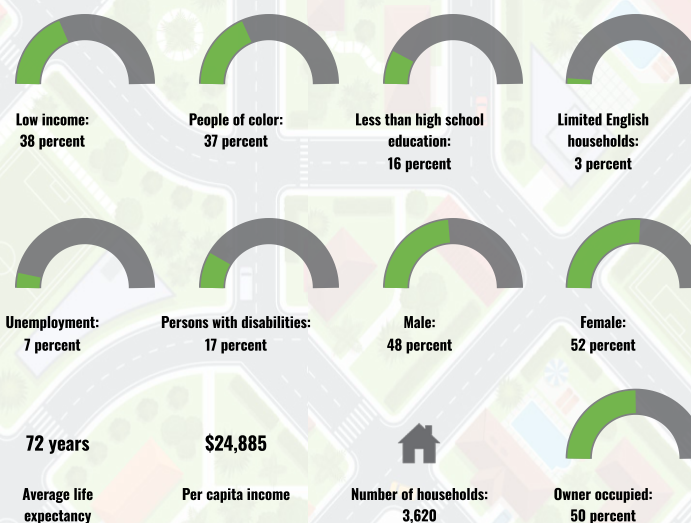 Low income:
38 percent
People of color:
37 percent
Less than high school
education:
16 percent
Limited English
households:
3 percent
Unemployment:
7 percent
Persons with disabilities:
17 percent
Male:
48 percent
Female:
52 percent
72 years
Average life
expectancy
$24,885
Per capita income
Number of households:
3,620
Owner occupied:
50 percent